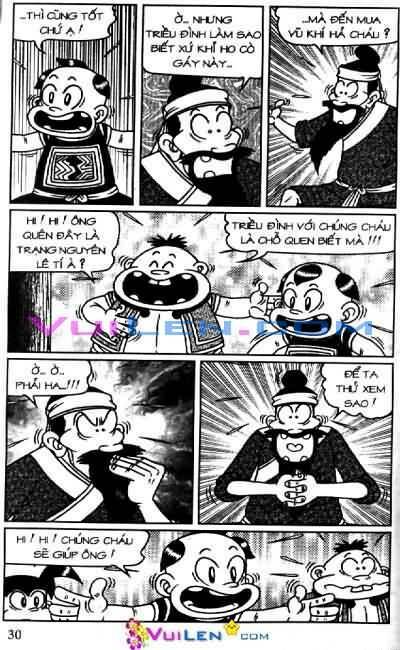 ..THÌ CŨNG TỐT
CHỨ Ạ!
Ờ... NHƯNG
TRIỀU ĐÌNH LÀM SAO
BIẾT XỨ KHỈ HO CÒ
GÁY NÀY...
...MÀ ĐẾN MUA
VŨ KHÍ HẢ CHÁU?
HI! HI! ÔNG
QUÊN ĐÂY LÀ
TRẠNG NGUYÊN
LÊ TÍ À?
TRIỀU ĐÌNH VỚI CHÚNG CHÁU
LÀ CHỖ QUEN BIẾT MÀ!!!
VUILEN.COM
Ờ.. Ờ..
PHẢI HA...!!!
ĐỂ TA
THỬ XEM
SAO!
HI! HI! CHÚNG CHÁU
SẼ GIÚP ÔNG!
30
VUILEN.COM